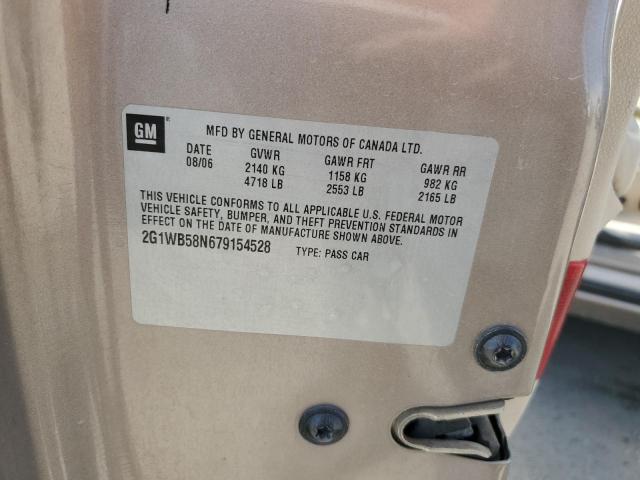 GM
MFD BY GENERAL MOTORS OF CANADA LTD.
DATE GVWR GAWR FRT GAWR RR
08/06 2140 KG 1158 KG 982 KG
4718 LB 2553 LB 2165 LB
THIS VEHICLE CONFORMS TO ALL APPLICABLE U.S. FEDERAL MOTOR
VEHICLE SAFETY, BUMPER, AND THEFT PREVENTION STANDARDS IN
EFFECT ON THE DATE OF MANUFACTURE SHOWN ABOVE.
2G1WB58N679154528 TYPE: PASS CAR